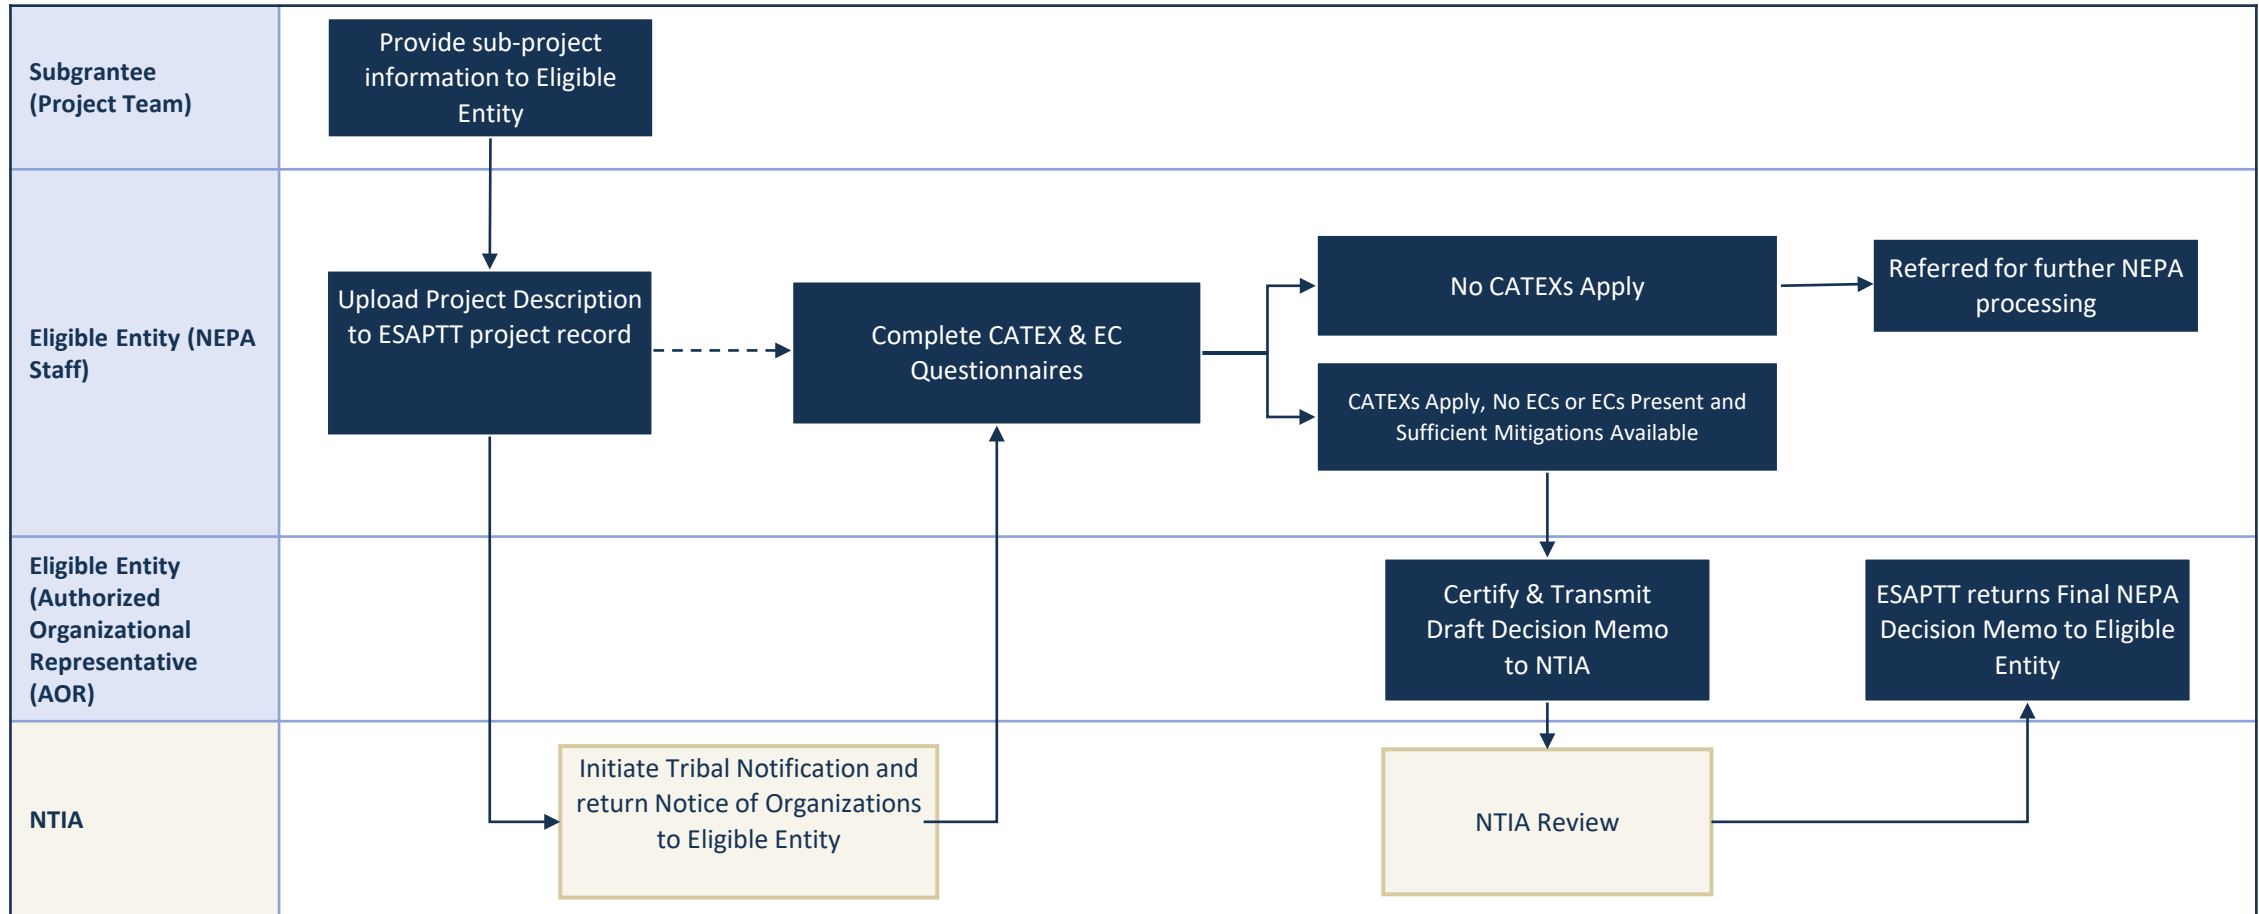 Subgrantee
(Project Team)
Provide sub-project
information to Eligible
Entity
Eligible Entity (NEPA
Staff)
Upload Project Description
to ESAPTT project record
Complete CATEX & EC
Questionnaires
No CATEXs Apply
Referred for further NEPA
processing
CATEXs Apply, No ECs or ECs Present and
Sufficient Mitigations Available
Eligible Entity
(Authorized
Organizational
Representative
(AOR)
Certify & Transmit
Draft Decision Memo
to NTIA
ESAPTT returns Final NEPA
Decision Memo to Eligible
Entity
NTIA
Initiate Tribal Notification and
return Notice of Organizations
to Eligible Entity
NTIA Review